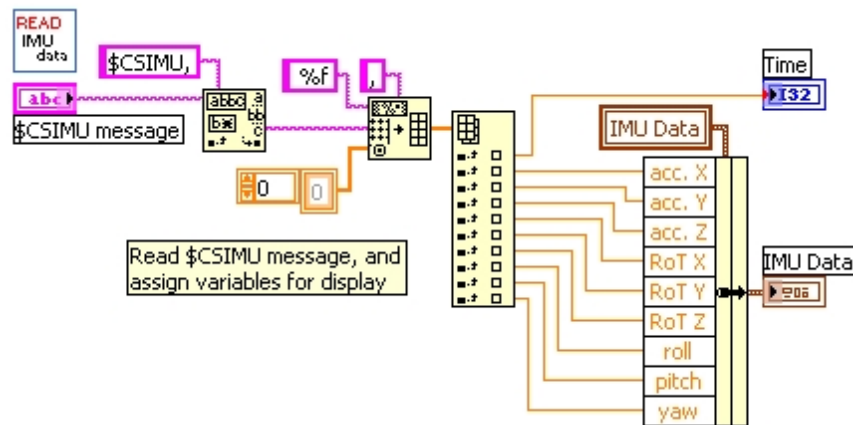 READ
IMU
data
$CSIMU,
abc
$CSIMU message
%f
,
0
0
Read $CSIMU message, and
assign variables for display
Time
I32
IMU Data
acc. X
acc. Y
acc. Z
RoT X
RoT Y
RoT Z
roll
pitch
yaw
IMU Data